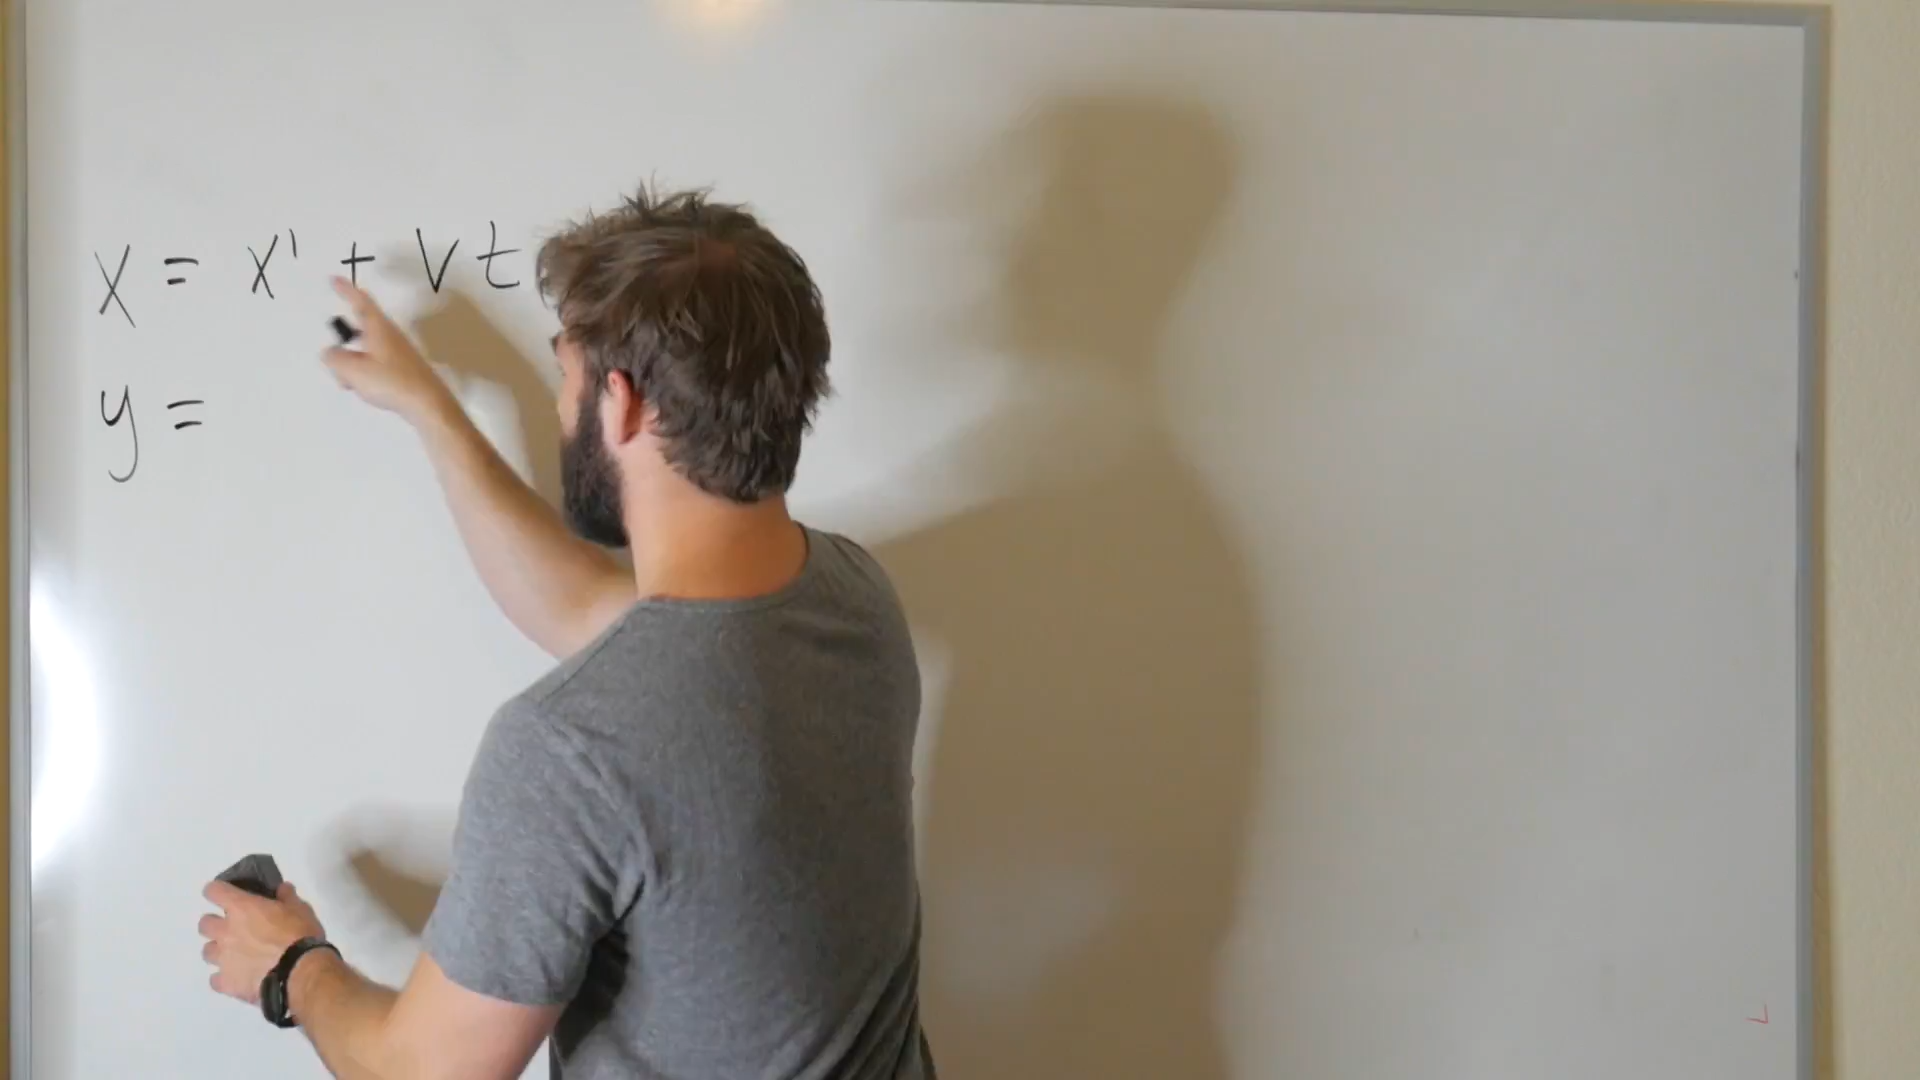 x = x' + vt
y =